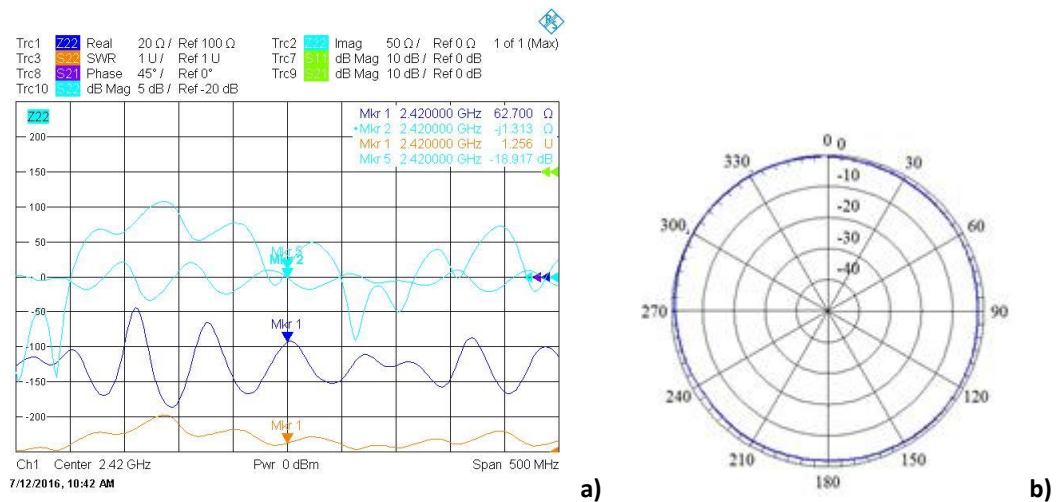 Trc1 Z22 Real 20 Ω / Ref 100 Ω Trc2 Z22 Imag 50 Ω / Ref 0 Ω 1 of 1 (Max)
Trc3 S22 SWR 1 U / Ref 1 U Trc7 S11 dB Mag 10 dB / Ref 0 dB
Trc8 S21 Phase 45° / Ref 0° Trc9 S21 dB Mag 10 dB / Ref 0 dB
Trc10 S22 dB Mag 5 dB / Ref -20 dB
Z22
Mkr 1 2.420000 GHz 62.700 Ω
•Mkr 2 2.420000 GHz -j1.313 Ω
Mkr 1 2.420000 GHz 1.256 U
Mkr 5 2.420000 GHz -18.917 dB
200
150
100
50
0
-50
-100
-150
-200
Mkr 5
Mkr 2
Mkr 1
Mkr 1
Ch1 Center 2.42 GHz Pwr 0 dBm Span 500 MHz
7/12/2016, 10:42 AM
a)
0 0
330 30
-10
300 -20 60
-30
-40
270 90
240 120
210 150
180
b)